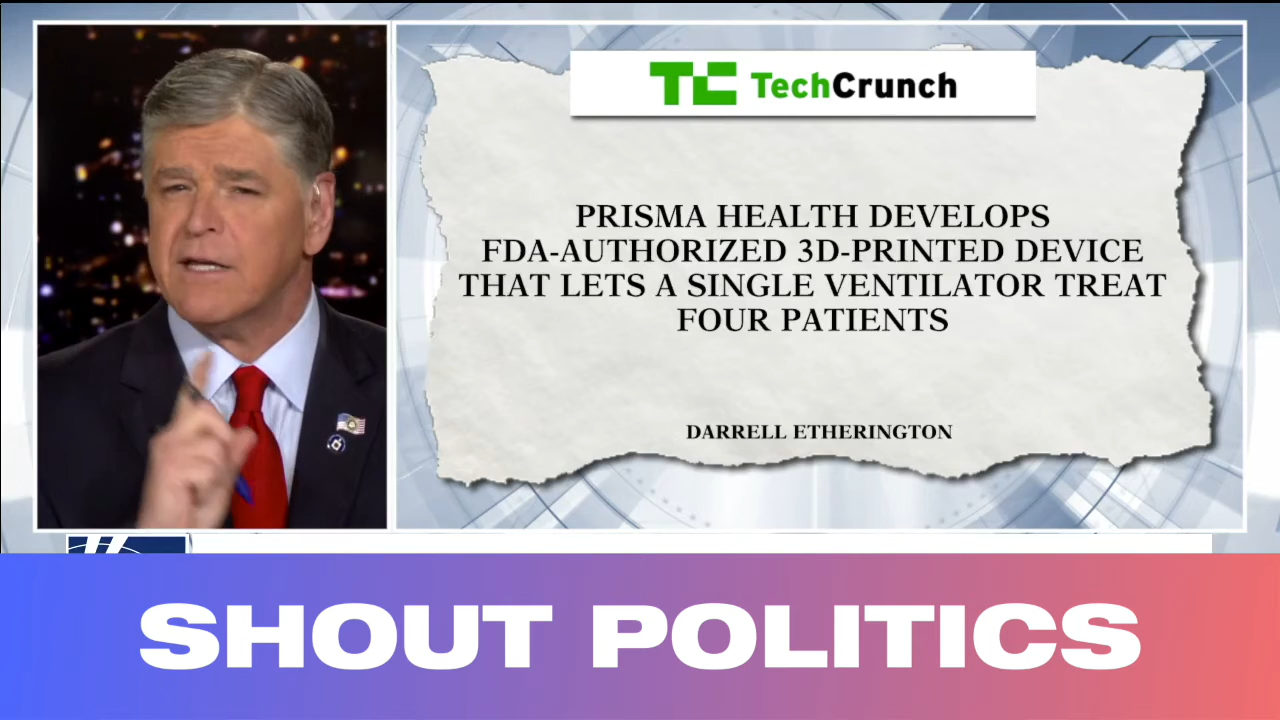 TC TechCrunch
PRISMA HEALTH DEVELOPS
FDA-AUTHORIZED 3D-PRINTED DEVICE
THAT LETS A SINGLE VENTILATOR TREAT
FOUR PATIENTS
DARRELL ETHERINGTON
SHOUT POLITICS